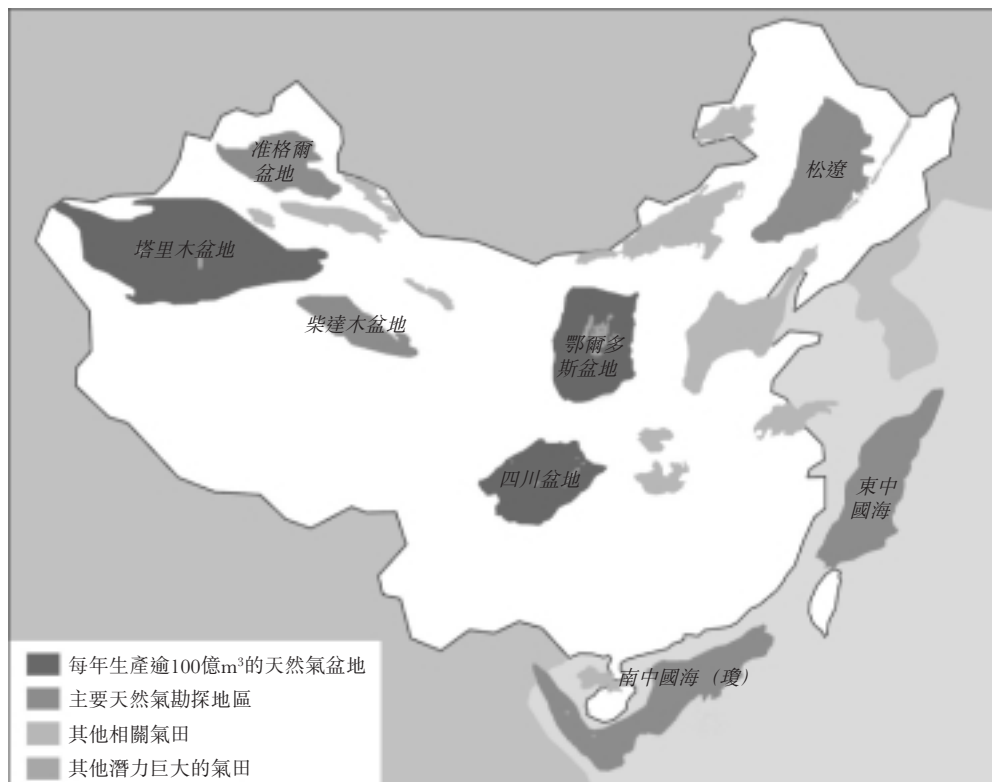 准格爾
盆地
松遼
塔里木盆地
柴達木盆地
鄂爾多
斯盆地
四川盆地
東中
國海
南中國海（瓊）
每年生產逾100億m³的天然氣盆地
主要天然氣勘探地區
其他相關氣田
其他潛力巨大的氣田